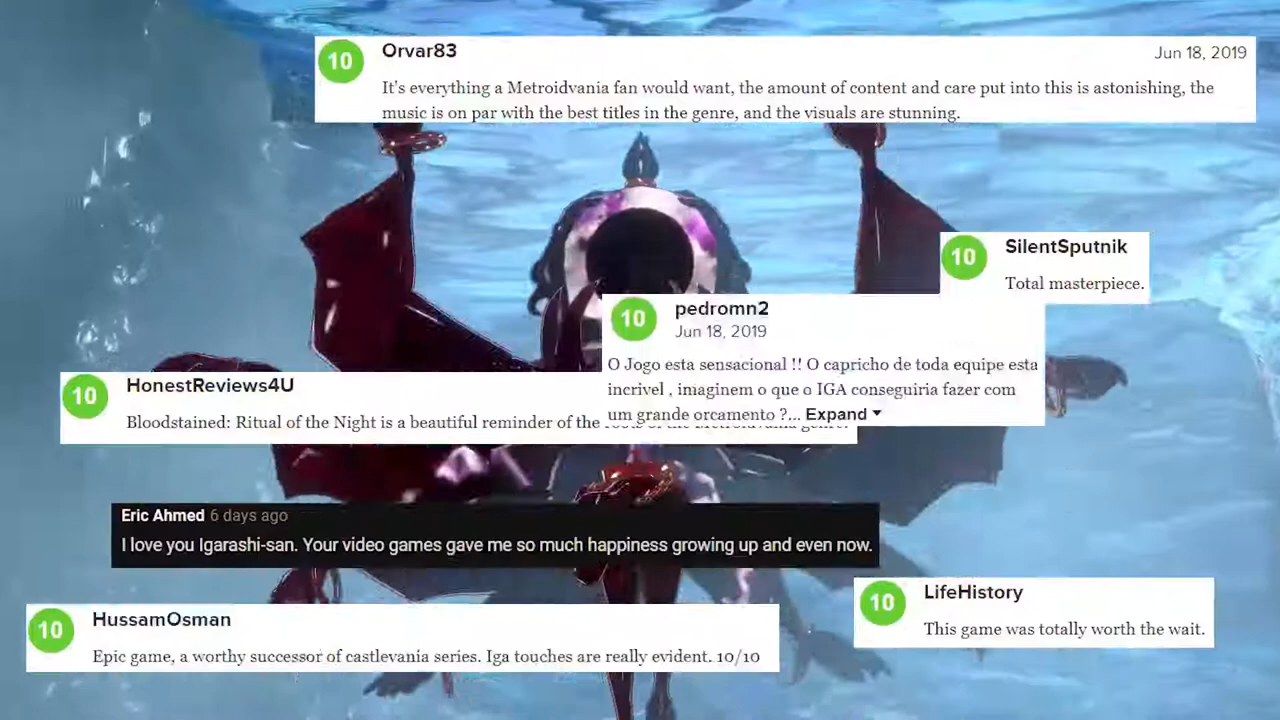 10 Orvar83 Jun 18, 2019
It's everything a Metroidvania fan would want, the amount of content and care put into this is astonishing, the
music is on par with the best titles in the genre, and the visuals are stunning.
10 SilentSputnik
Total masterpiece.
10 pedromn2
Jun 18, 2019
O Jogo esta sensacional !! O capricho de toda equipe esta
incrivel , imaginem o que o IGA conseguiria fazer com
um grande orcamento ?... Expand
10 HonestReviews4U
Bloodstained: Ritual of the Night is a beautiful reminder of the
Eric Ahmed 6 days ago
I love you Igarashi-san. Your video games gave me so much happiness growing up and even now.
10 LifeHistory
This game was totally worth the wait.
10 HussamOsman
Epic game, a worthy successor of castlevania series. Iga touches are really evident. 10/10